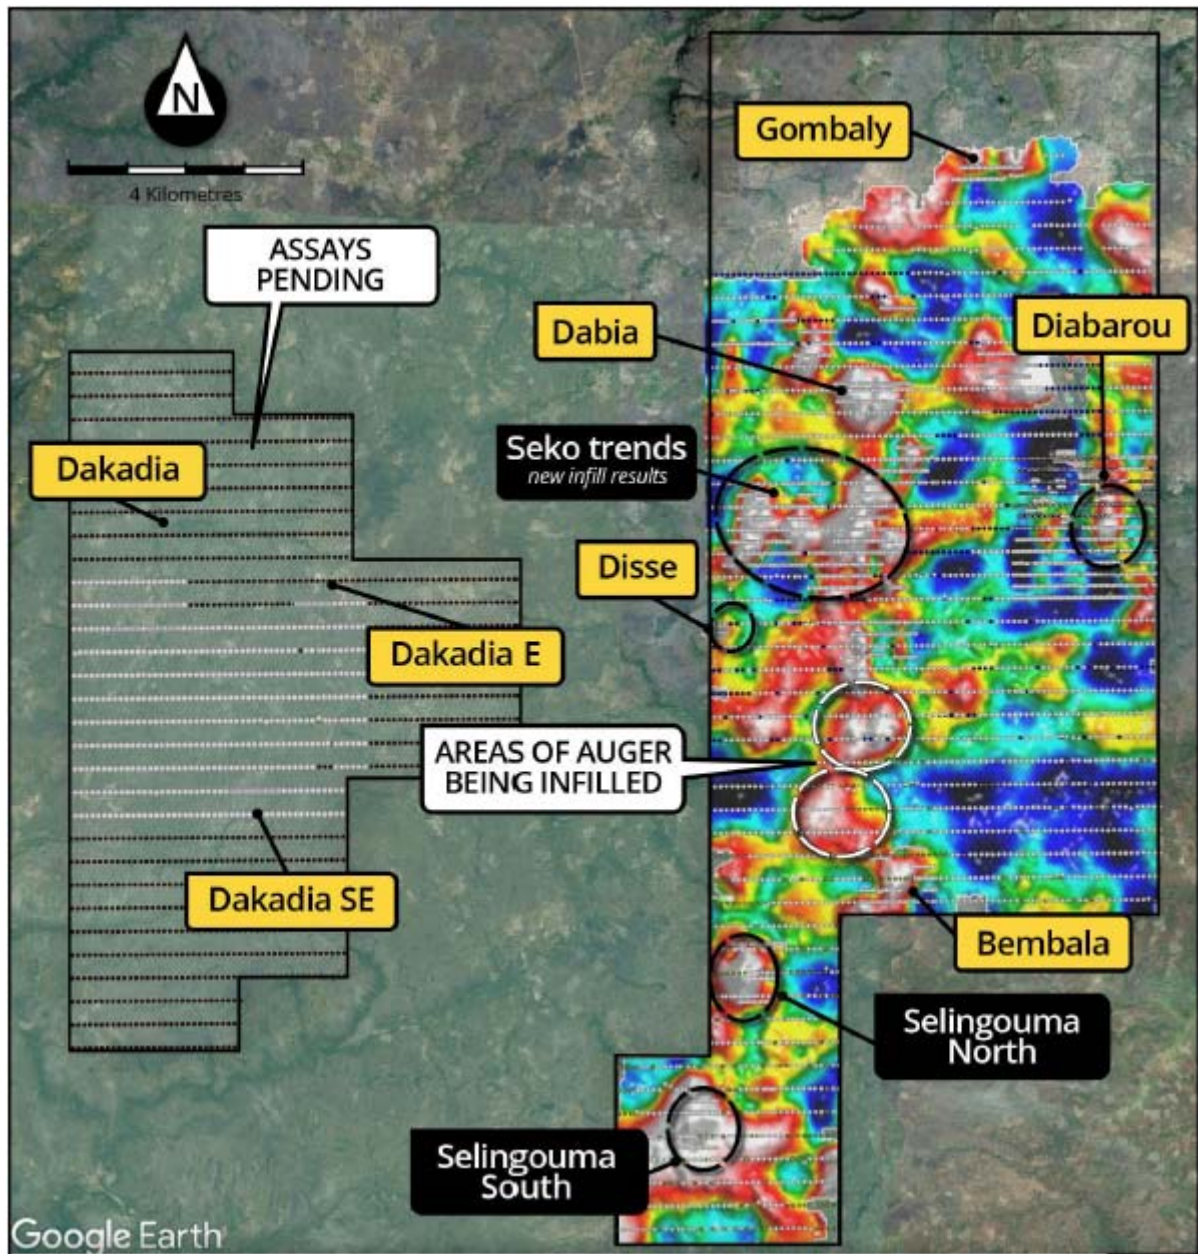 N
4 Kilometres
Gombaly
ASSAYS
PENDING
Dabia
Diabarou
Seko trends
new infill results
Dakadia
Disse
Dakadia E
AREAS OF AUGER
BEING INFILLED
Dakadia SE
Bembala
Selingouma
North
Selingouma
South
Google Earth